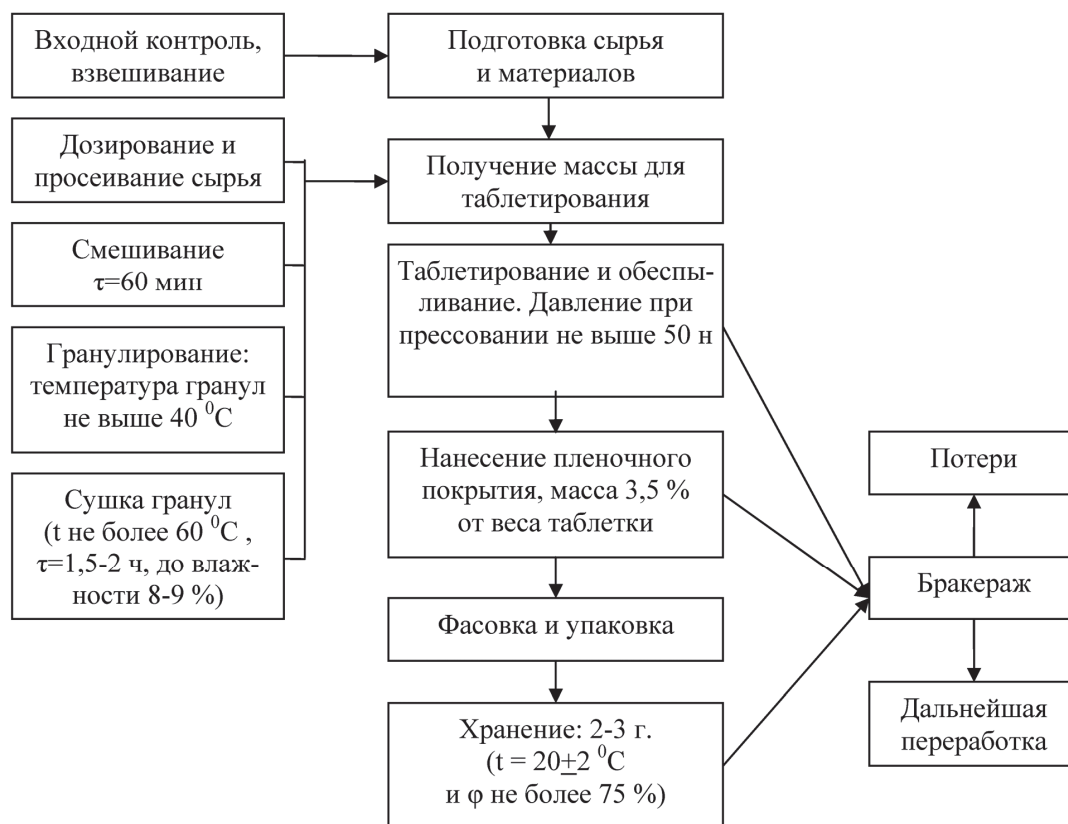 Входной контроль,
взвешивание
Подготовка сырья
и материалов
Дозирование и
просеивание сырья
Получение массы для
таблетирования
Смешивание
τ=60 мин
Таблетирование и обеспы-
ливание. Давление при
прессовании не выше 50 н
Гранулирование:
температура гранул
не выше 40 ⁰С
Нанесение пленочного
покрытия, масса 3,5 %
от веса таблетки
Потери
Сушка гранул
(t не более 60 ⁰С ,
τ=1,5-2 ч, до влаж-
ности 8-9 %)
Бракераж
Фасовка и упаковка
Хранение: 2-3 г.
(t = 20±2 ⁰С
и φ не более 75 %)
Дальнейшая
переработка